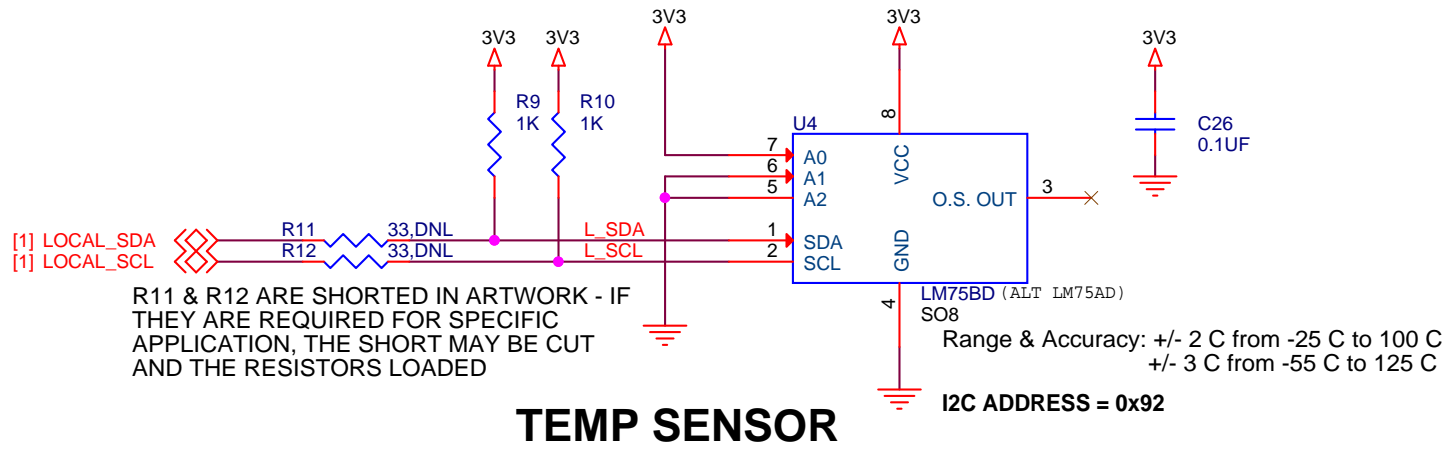 3V3
3V3
3V3
3V3
3V3
R9
1K
R10
1K
C26
0.1UF
U4
8
VCC
7
A0
6
A1
5
A2
O.S. OUT
3
[1] LOCAL_SDA
R11
33,DNL
L_SDA
1
SDA
[1] LOCAL_SCL
R12
33,DNL
L_SCL
2
SCL
GND
4
R11 & R12 ARE SHORTED IN ARTWORK - IF
THEY ARE REQUIRED FOR SPECIFIC
APPLICATION, THE SHORT MAY BE CUT
AND THE RESISTORS LOADED
LM75BD (ALT LM75AD)
SO8
Range & Accuracy: +/- 2 C from -25 C to 100 C
+/- 3 C from -55 C to 125 C
I2C ADDRESS = 0x92
TEMP SENSOR